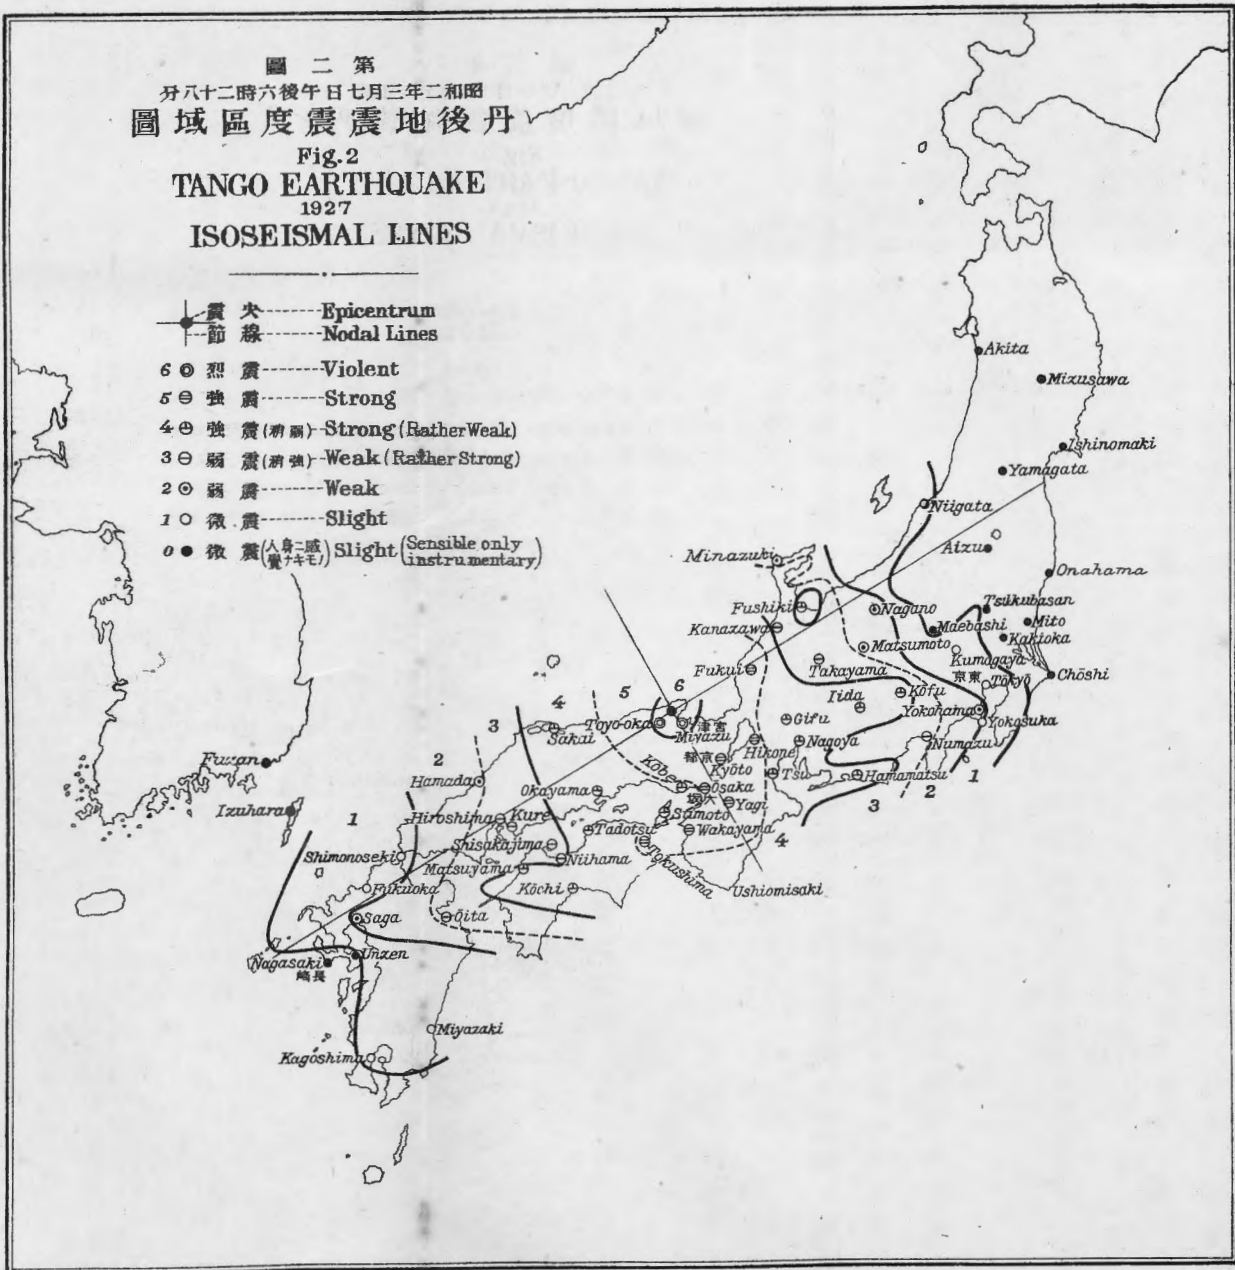 第二圖
昭和二年三月七日午後六時二十八分
丹後地震震度區域圖
Fig.2
TANGO EARTHQUAKE
1927
ISOSEISMAL LINES
震央 Epicentrum
節線 Nodal Lines
6 烈震 Violent
5 強震 Strong
4 強震(稍弱) Strong (Rather Weak)
3 弱震(稍強) Weak (Rather Strong)
2 弱震 Weak
1 微震 Slight
0 微震(人身ニ感覺ナキモノ) Slight (Sensible only instrumentary)
Akita
Mizusawa
Ishinomaki
Yamagata
Niigata
Aizu
Minazuki
Onahama
Fushiki
Nagano
Tsukubasan
Kanazawa
Maebashi
Mito
Matsumoto
Kakioka
Kumagaya
Fukui
Takayama
東京
Tōkyō
Chōshi
Iida
Kōfu
5
6
4
Toyo-oka
宮津
Miyazu
Gifu
Yokohama
Yokosuka
3
Sakai
Nagoya
Numazu
2
京都
Kyōto
Hikone
Fuzan
Hamada
Kōbe
Tsu
Hamamatsu
1
Okayama
Ōsaka
大阪
2
3
Izuhara
1
Hiroshima
Kure
Sumoto
Yagi
Tadotsu
Wakayama
4
Shisakajima
Tokushima
Shimonoseki
Niihama
Matsuyama
Fukuoka
Kōchi
Ushiomisaki
Saga
Ōita
Nagasaki
長崎
Unzen
Miyazaki
Kagoshima